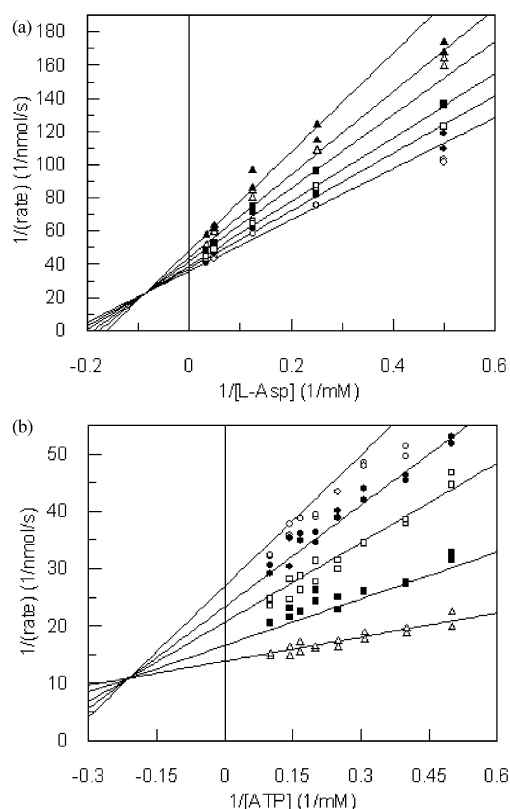 (a)
180
160
140
120
100
80
60
40
20
0
1/(rate) (1/nmol/s)
-0.2 0 0.2 0.4 0.6
1/[L-Asp] (1/mM)
(b)
50
40
30
20
10
0
1/(rate) (1/nmol/s)
-0.3 -0.15 0 0.15 0.3 0.45 0.6
1/[ATP] (1/mM)